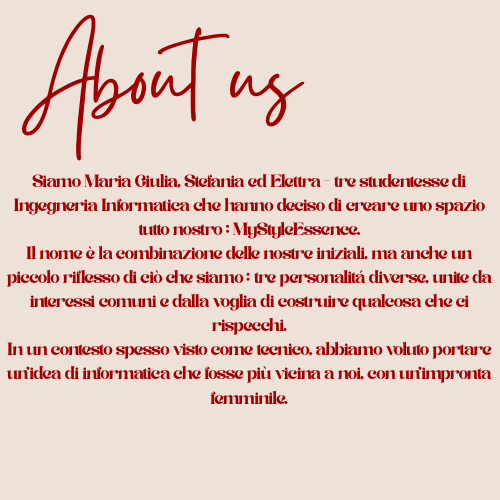 About us
Siamo Maria Giulia, Stefania ed Elettra - tre studentesse di
Ingegneria Informatica che hanno deciso di creare uno spazio
tutto nostro : MyStyleEssence.
Il nome è la combinazione delle nostre iniziali, ma anche un
piccolo riflesso di ciò che siamo : tre personalitá diverse, unite da
interessi comuni e dalla voglia di costruire qualcosa che ci
rispecchi.
In un contesto spesso visto come tecnico, abbiamo voluto portare
un'idea di informatica che fosse più vicina a noi, con un'impronta
femminile.